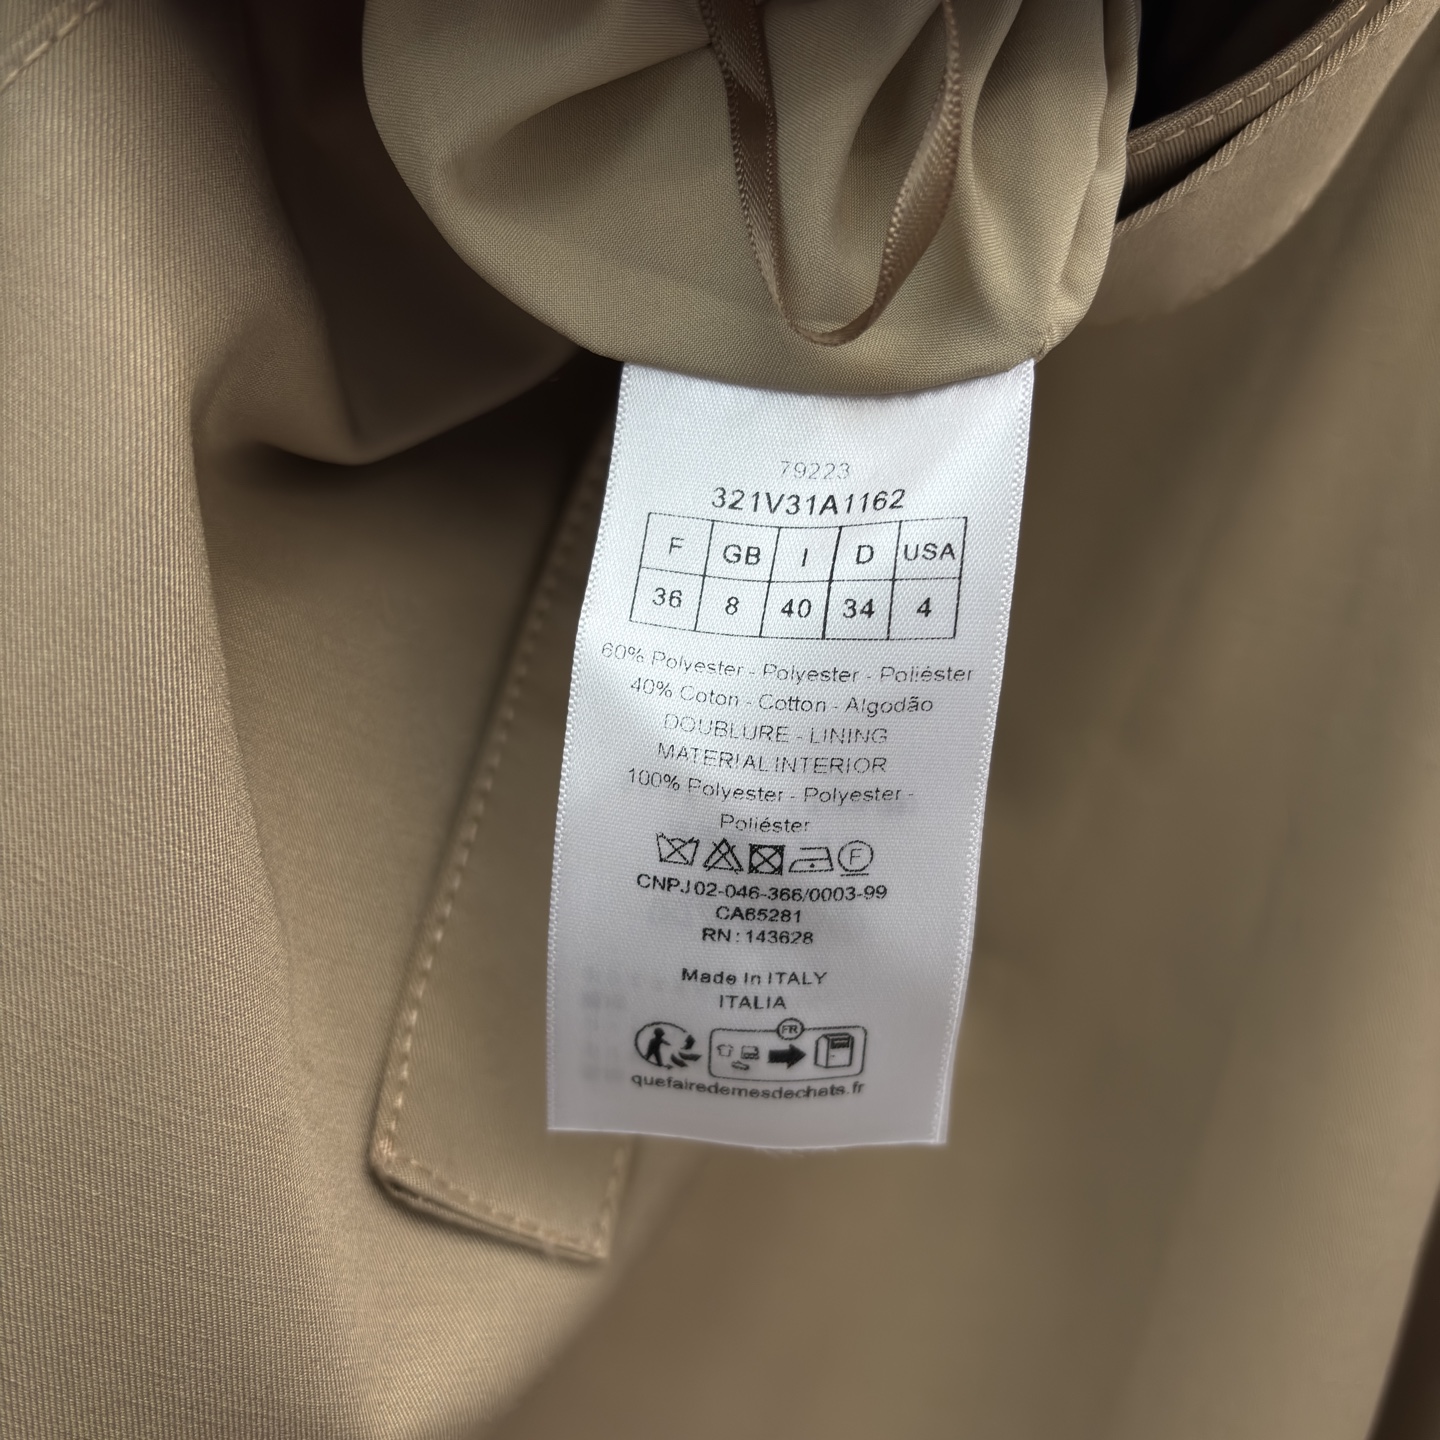 79223
321V31A1162
F GB I D USA
36 8 40 34 4
60% Polyester - Polyester - Poliéster
40% Coton - Cotton - Algodão
DOUBLURE - LINING
MATERIAL INTERIOR
100% Polyester - Polyester -
Poliéster
F
CNPJ 02-046-366/0003-99
CA65281
RN : 143628
Made In ITALY
ITALIA
FR
quefairedemesdechets.fr